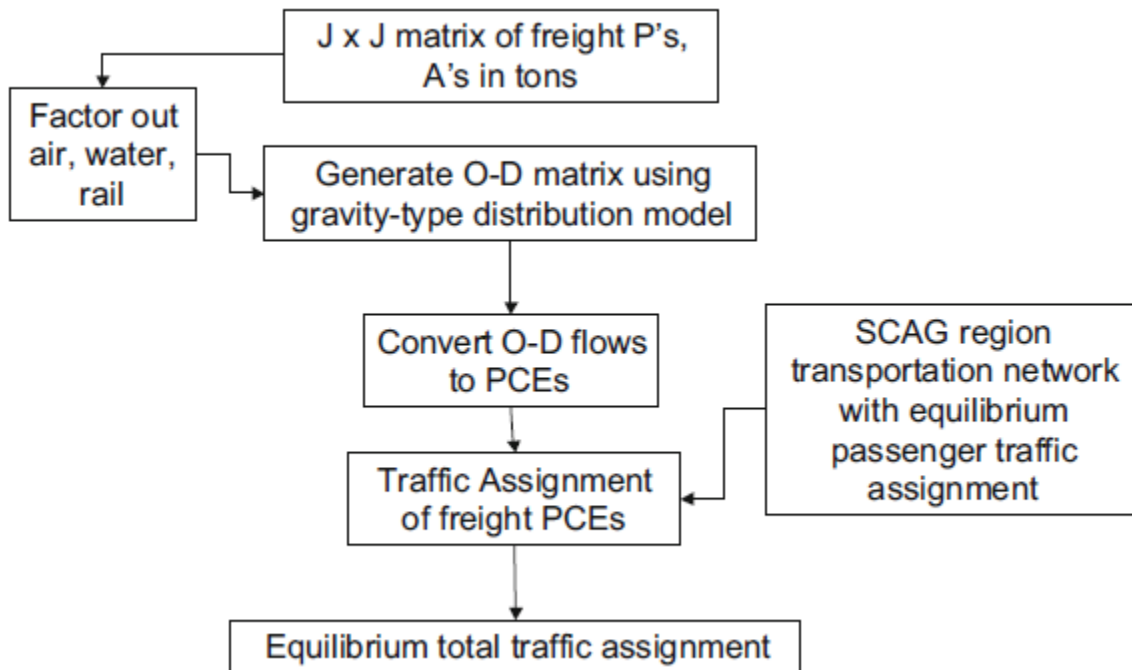 J x J matrix of freight P’s,
A’s in tons
Factor out
air, water,
rail
Generate O-D matrix using
gravity-type distribution model
Convert O-D flows
to PCEs
SCAG region
transportation network
with equilibrium
passenger traffic
assignment
Traffic Assignment
of freight PCEs
Equilibrium total traffic assignment